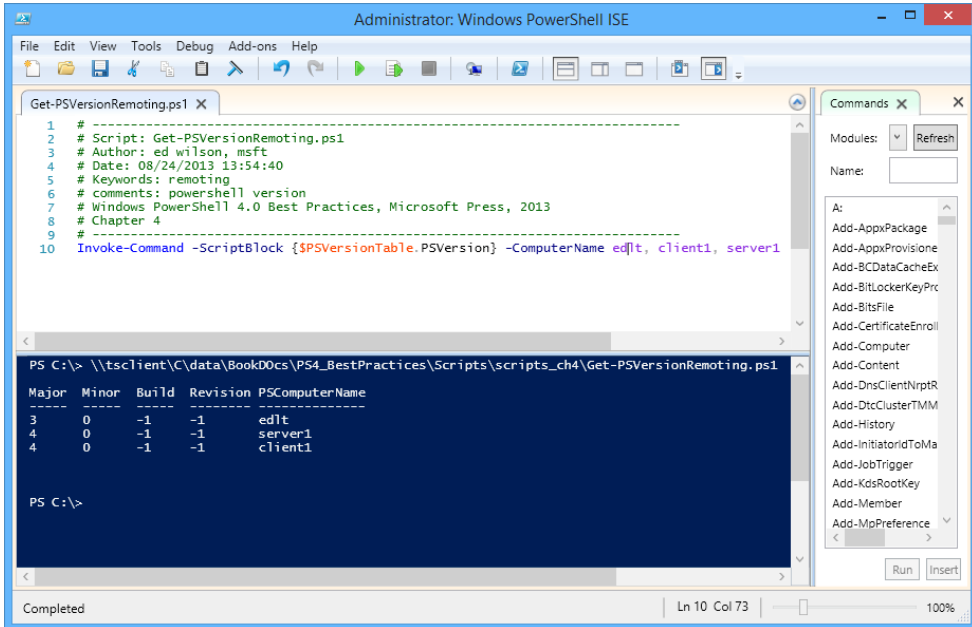 Administrator: Windows PowerShell ISE
File Edit View Tools Debug Add-ons Help
Get-PSVersionRemoting.ps1 X
1 # -------------------------------------------------------------------------
2 # Script: Get-PSVersionRemoting.ps1
3 # Author: ed wilson, msft
4 # Date: 08/24/2013 13:54:40
5 # Keywords: remoting
6 # comments: powershell version
7 # Windows PowerShell 4.0 Best Practices, Microsoft Press, 2013
8 # Chapter 4
9 # -------------------------------------------------------------------------
10 Invoke-Command -ScriptBlock {$PSVersionTable.PSVersion} -ComputerName edlt, client1, server1
PS C:\> \\tsclient\C\data\BookDOcs\PS4_BestPractices\Scripts\scripts_ch4\Get-PSVersionRemoting.ps1
Major Minor Build Revision PSComputerName
----- ----- ----- -------- --------------
3 0 -1 -1 edlt
4 0 -1 -1 server1
4 0 -1 -1 client1
PS C:\>
Commands X
Modules: Refresh
Name:
A:
Add-AppxPackage
Add-AppxProvisione
Add-BCDataCacheEx
Add-BitLockerKeyPro
Add-BitsFile
Add-CertificateEnroll
Add-Computer
Add-Content
Add-DnsClientNrptR
Add-DtcClusterTMM
Add-History
Add-InitiatorIdToMa
Add-JobTrigger
Add-KdsRootKey
Add-Member
Add-MpPreference
Run Insert
Completed
Ln 10 Col 73
100%